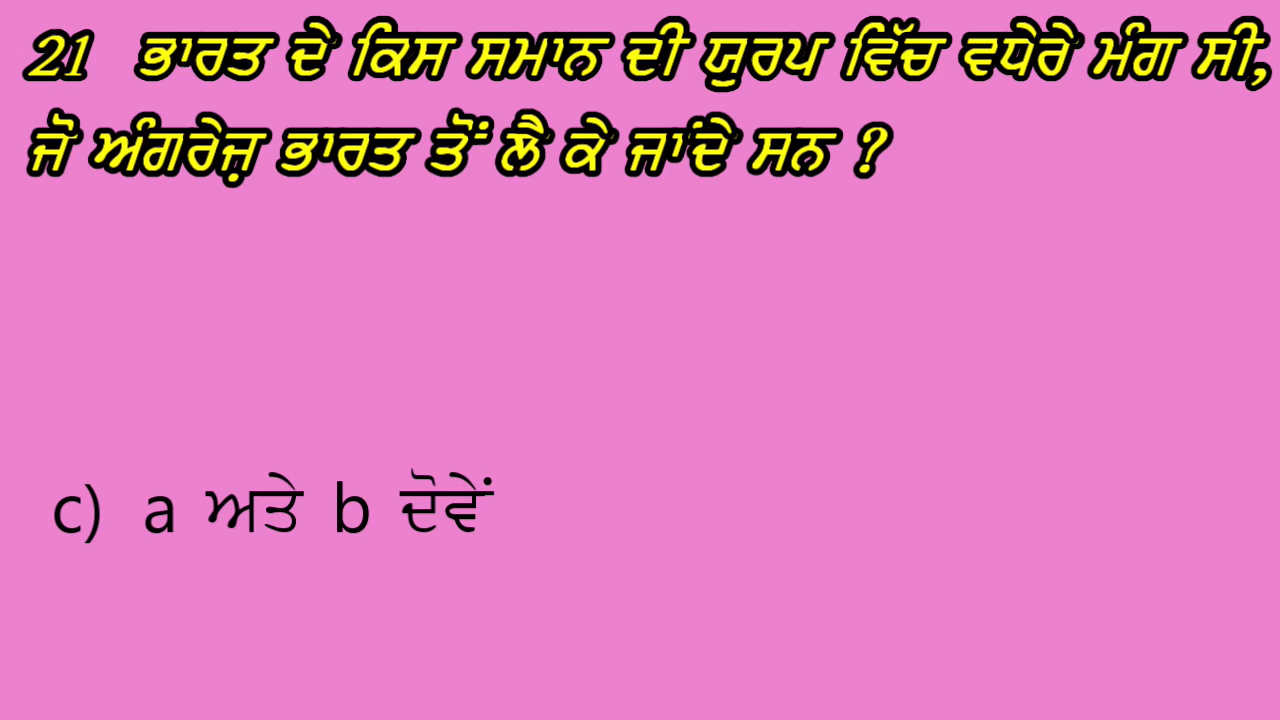 21 ਭਾਰਤ ਦੇ ਕਿਸ ਸਮਾਨ ਦੀ ਯੁਰਪ ਵਿੱਚ ਵਧੇਰੇ ਮੰਗ ਸੀ,
ਜੋ ਅੰਗਰੇਜ਼ ਭਾਰਤ ਤੋਂ ਲੈ ਕੇ ਜਾਂਦੇ ਸਨ ?
c) a ਅਤੇ b ਦੋਵੇਂ